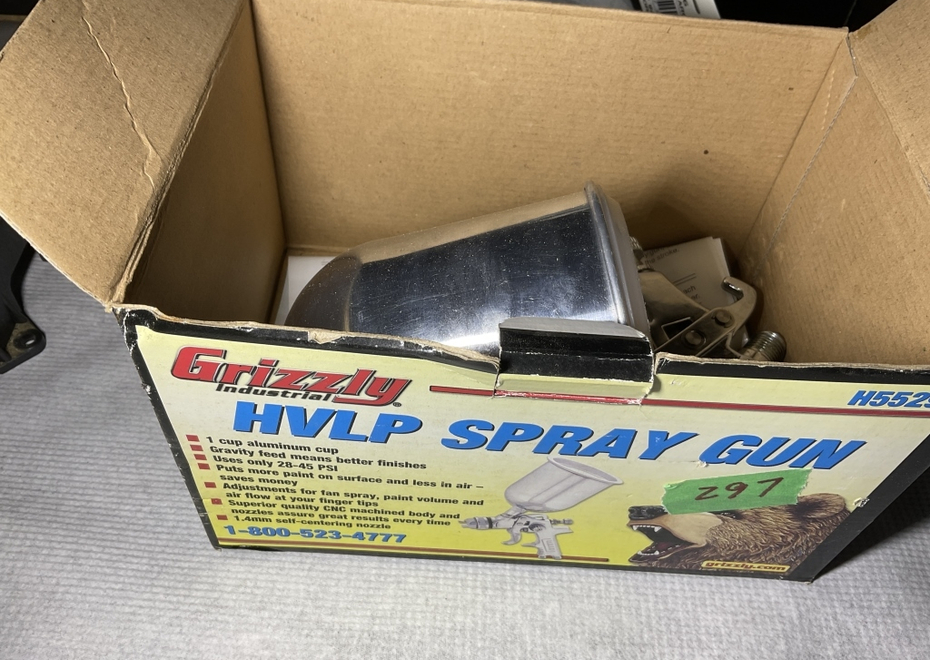 Grizzly
Industrial®
H5529
HVLP SPRAY GUN
1 cup aluminum cup
Gravity feed means better finishes
Uses only 28-45 PSI
Puts more paint on surface and less in air –
saves money
Adjustments for fan spray, paint volume and
air flow at your finger tips
Superior quality CNC machined body and
nozzles assure great results every time
1.4mm self-centering nozzle
1-800-523-4777
297
grizzly.com